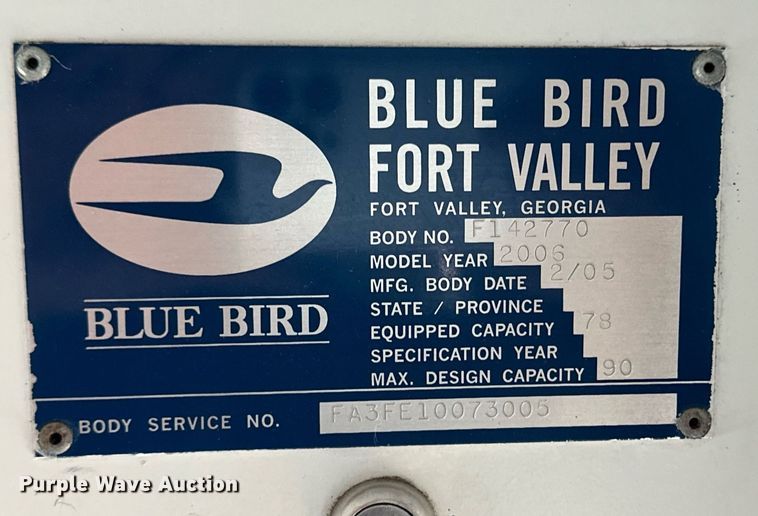 BLUE BIRD
FORT VALLEY
FORT VALLEY, GEORGIA
BODY NO. F142770
MODEL YEAR 2006
MFG. BODY DATE 2/05
STATE / PROVINCE
EQUIPPED CAPACITY 78
SPECIFICATION YEAR
MAX. DESIGN CAPACITY 90
BLUE BIRD
BODY SERVICE NO. FA3FE10073005
Purple Wave Auction